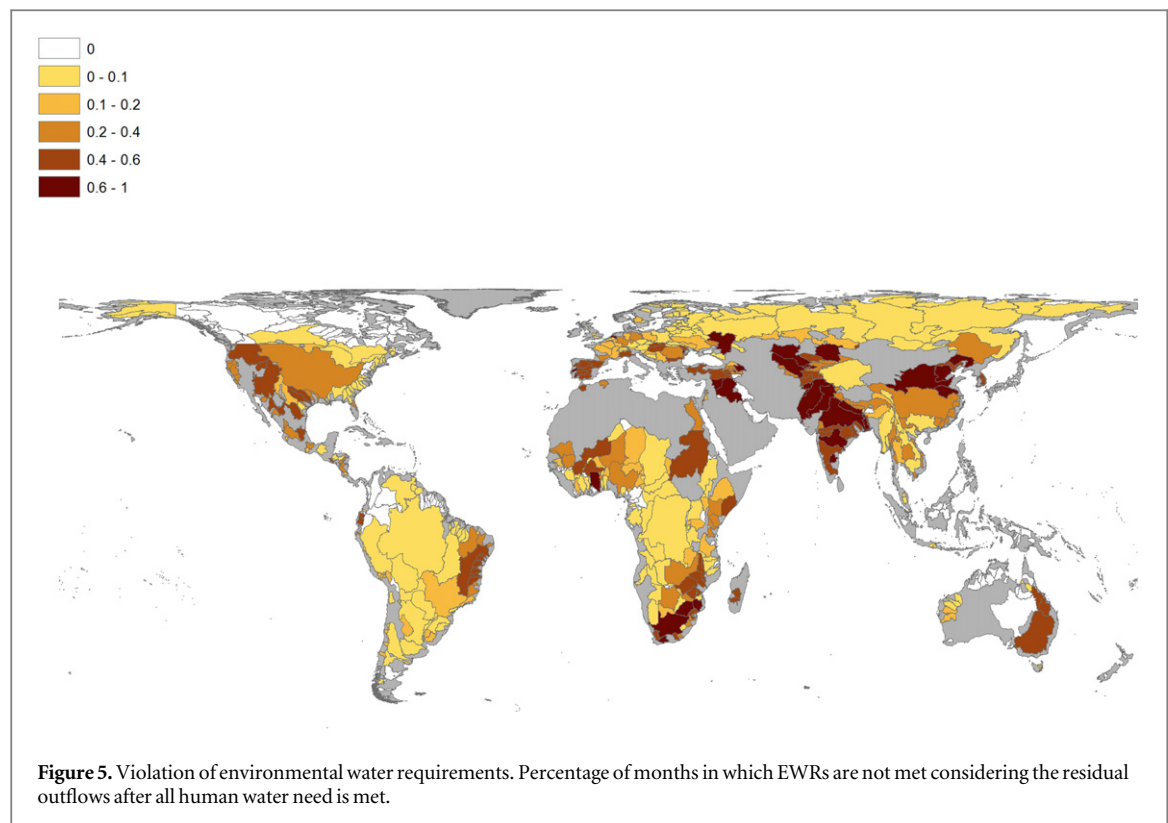 0
0 - 0.1
0.1 - 0.2
0.2 - 0.4
0.4 - 0.6
0.6 - 1
Figure 5. Violation of environmental water requirements. Percentage of months in which EWRs are not met considering the residual
outflows after all human water need is met.